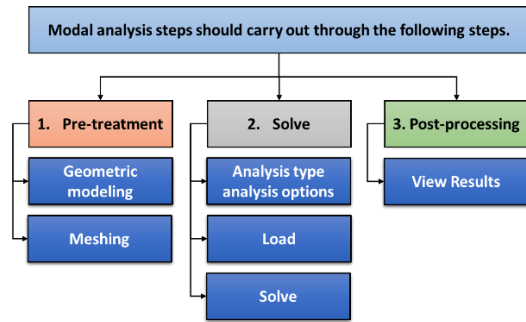 Modal analysis steps should carry out through the following steps.
1. Pre-treatment
Geometric
modeling
Meshing
2. Solve
Analysis type
analysis options
Load
Solve
3. Post-processing
View Results